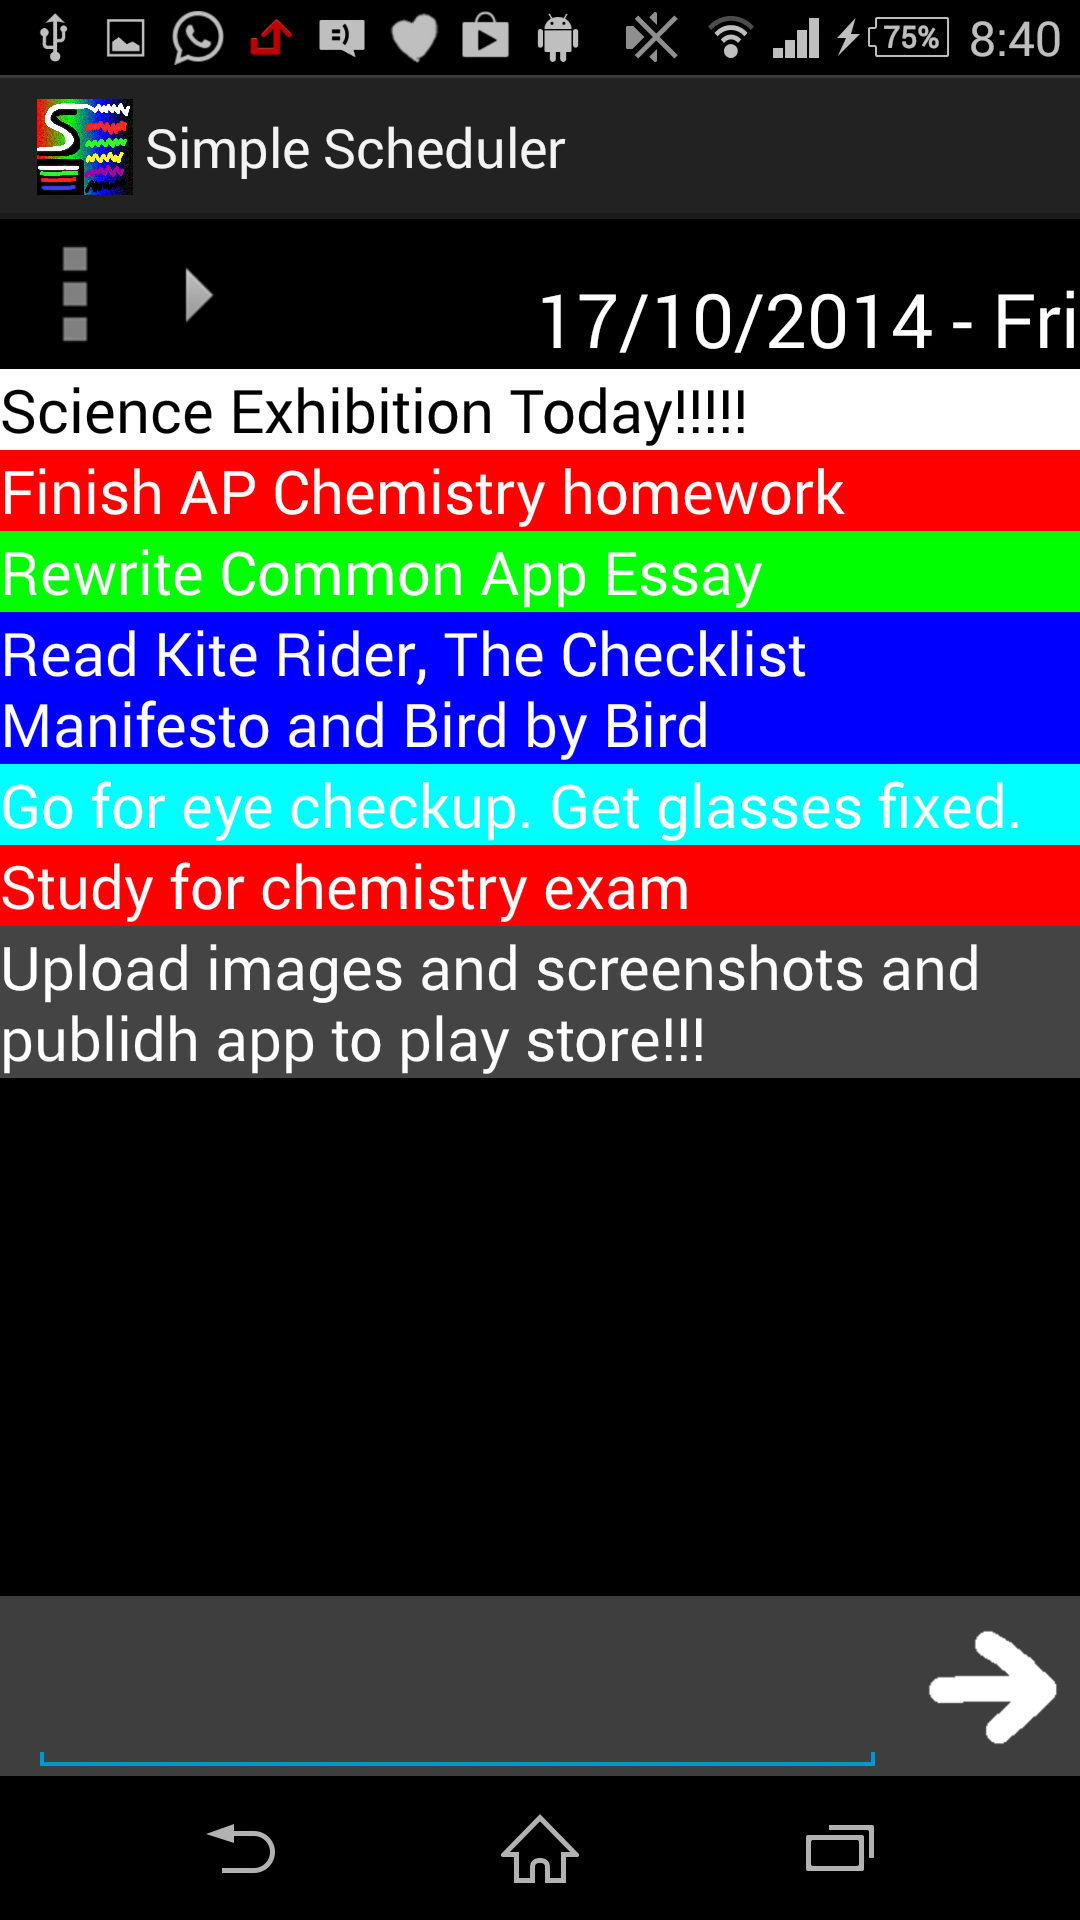 75% 8:40
Simple Scheduler
17/10/2014 - Fri
Science Exhibition Today!!!!!
Finish AP Chemistry homework
Rewrite Common App Essay
Read Kite Rider, The Checklist
Manifesto and Bird by Bird
Go for eye checkup. Get glasses fixed.
Study for chemistry exam
Upload images and screenshots and
publidh app to play store!!!